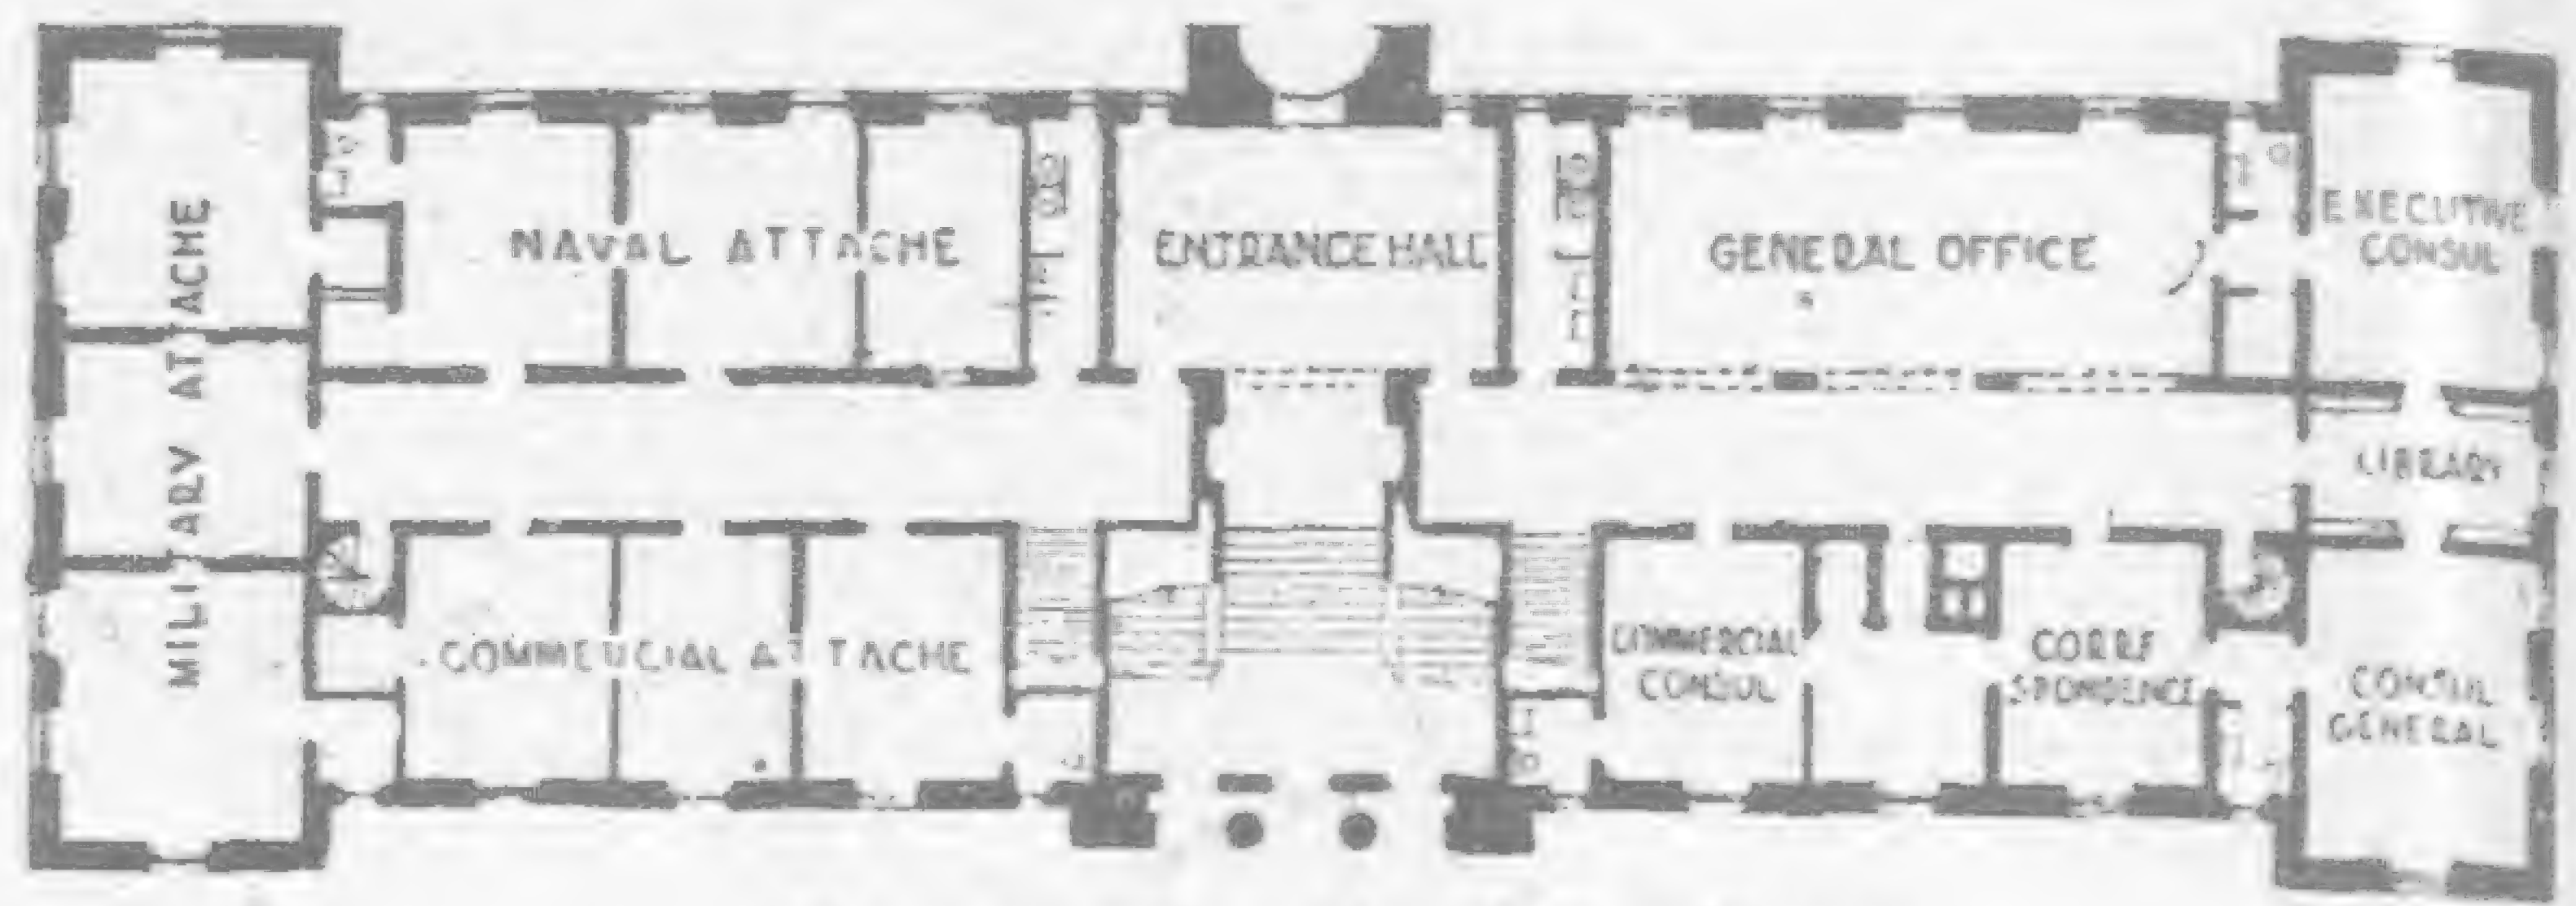 MILITARY ATTACHE
NAVAL ATTACHE
ENTRANCE HALL
GENERAL OFFICE
EXECUTIVE
CONSUL
LIBRARY
COMMERCIAL ATTACHE
COMMERCIAL
CONSUL
CORRE
SPONDENCE
CONSUL
GENERAL